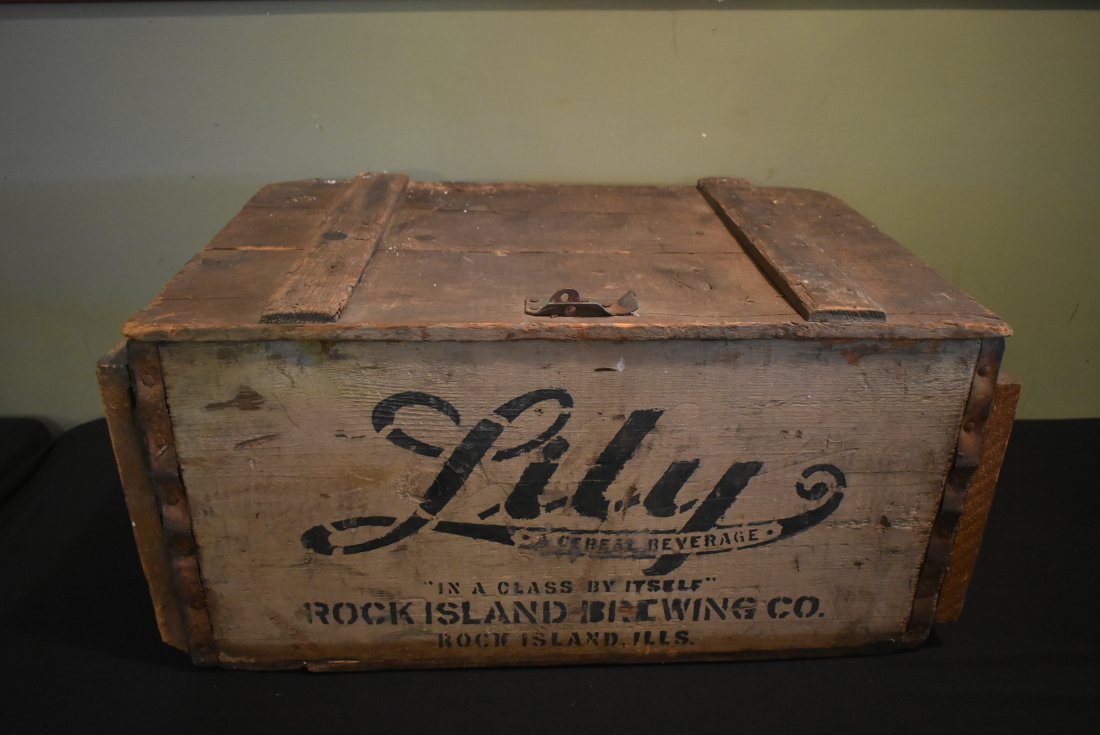 Lily
A CEREAL BEVERAGE
"IN A CLASS BY ITSELF"
ROCK ISLAND BREWING CO.
ROCK ISLAND, ILLS.